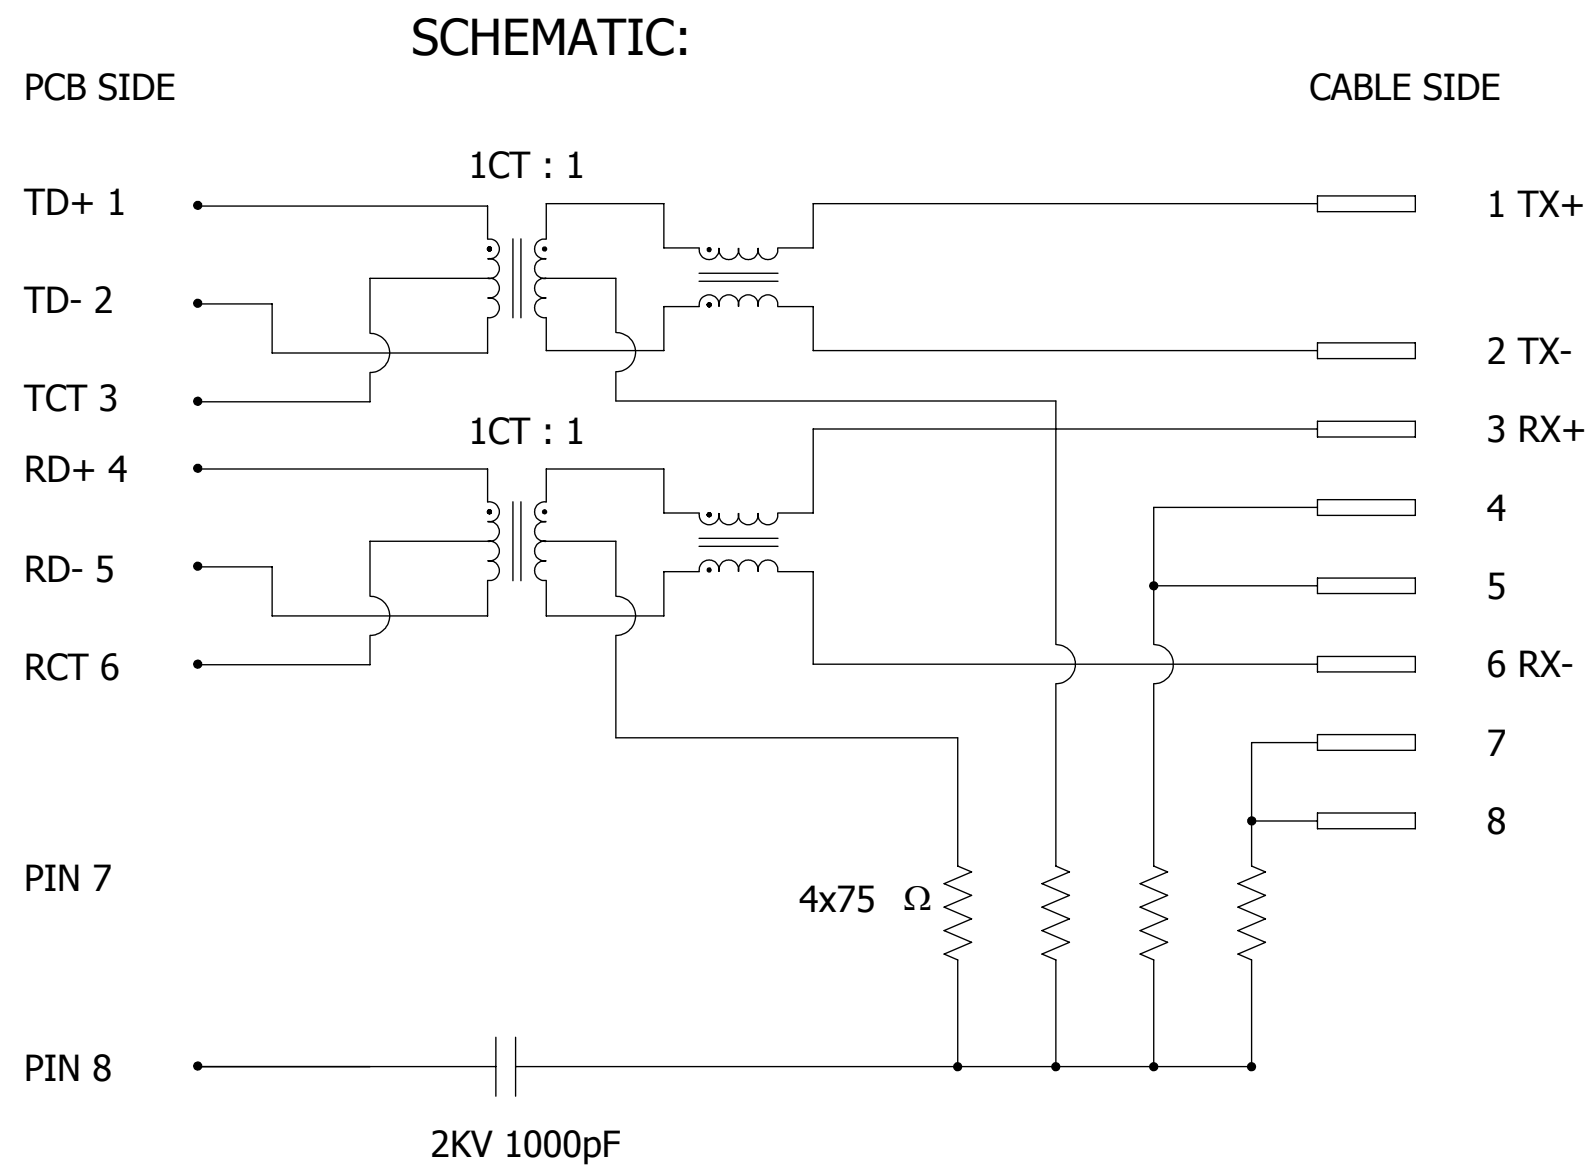 SCHEMATIC:
PCB SIDE
CABLE SIDE
1CT : 1
TD+ 1
1 TX+
TD- 2
2 TX-
TCT 3
1CT : 1
3 RX+
RD+ 4
4
RD- 5
5
RCT 6
6 RX-
7
8
PIN 7
4x75 Ω
PIN 8
2KV 1000pF